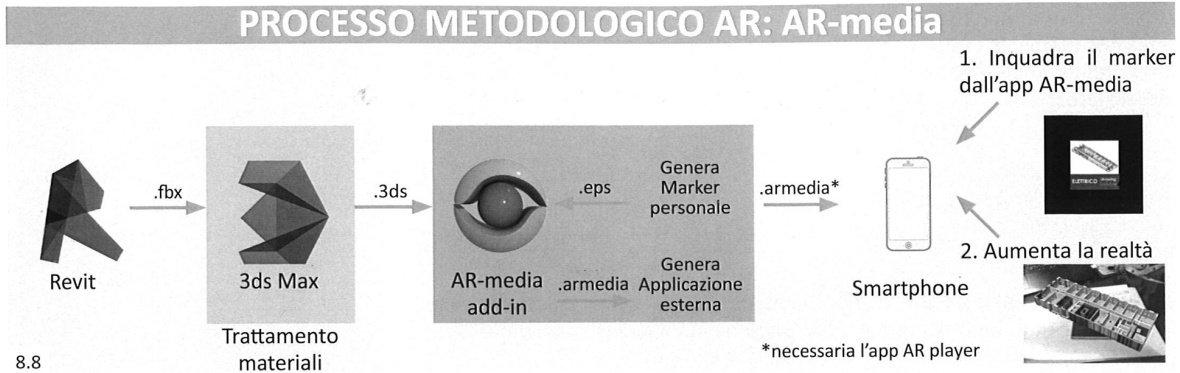 PROCESSO METODOLOGICO AR: AR-media
1. Inquadra il marker
dall'app AR-media
.fbx
.3ds
.eps
Genera
Marker
personale
.armedia*
ELETTRICO
2. Aumenta la realtà
Revit
3ds Max
AR-media
add-in
.armedia
Genera
Applicazione
esterna
Smartphone
Trattamento
materiali
*necessaria l'app AR player
8.8